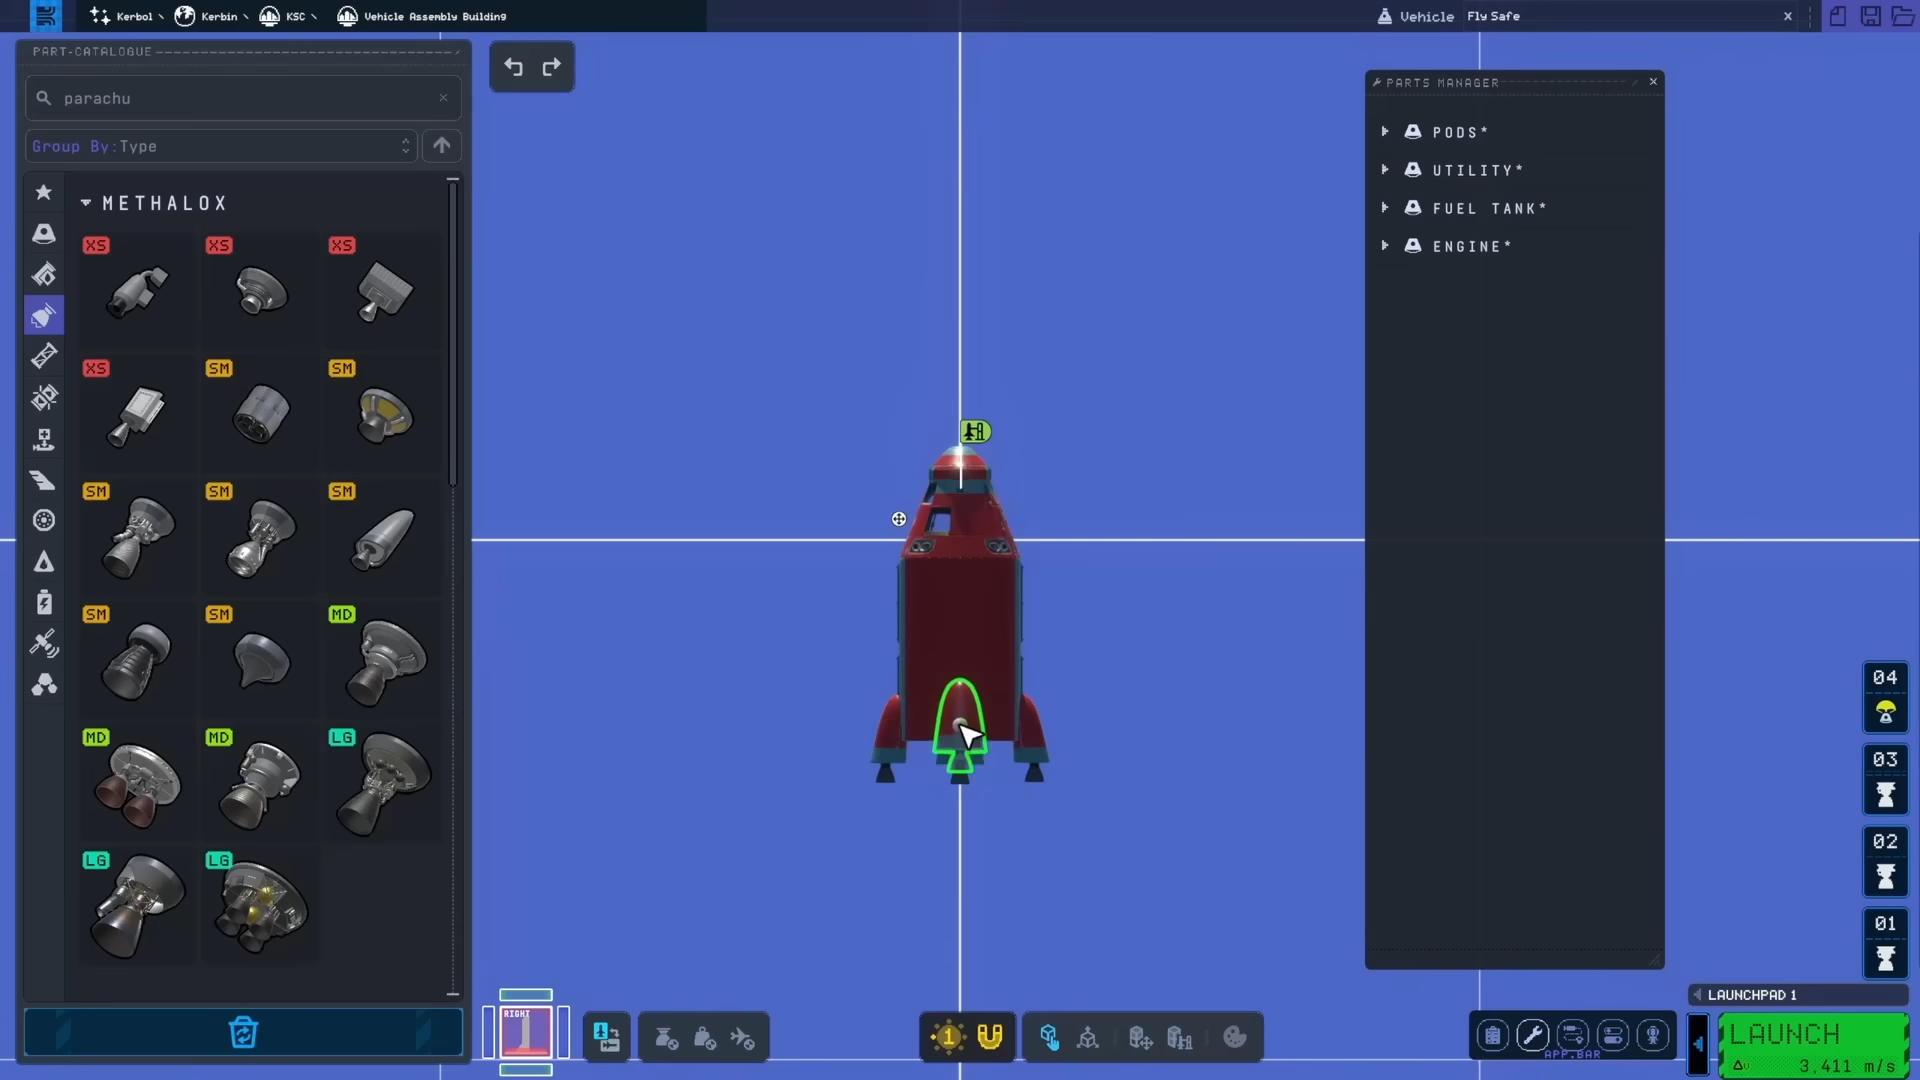 Kerbol
Kerbin
KSC
Vehicle Assembly Building
Vehicle
Fly Safe
PART-CATALOGUE
parachu
Group By:Type
METHALOX
XS
XS
XS
XS
SM
SM
SM
SM
SM
SM
SM
MD
MD
MD
LG
LG
LG
PARTS MANAGER
PODS*
UTILITY*
FUEL TANK*
ENGINE*
04
03
02
01
LAUNCHPAD 1
RIGHT
1
APP.BAR
LAUNCH
Δv 3,411 m/s